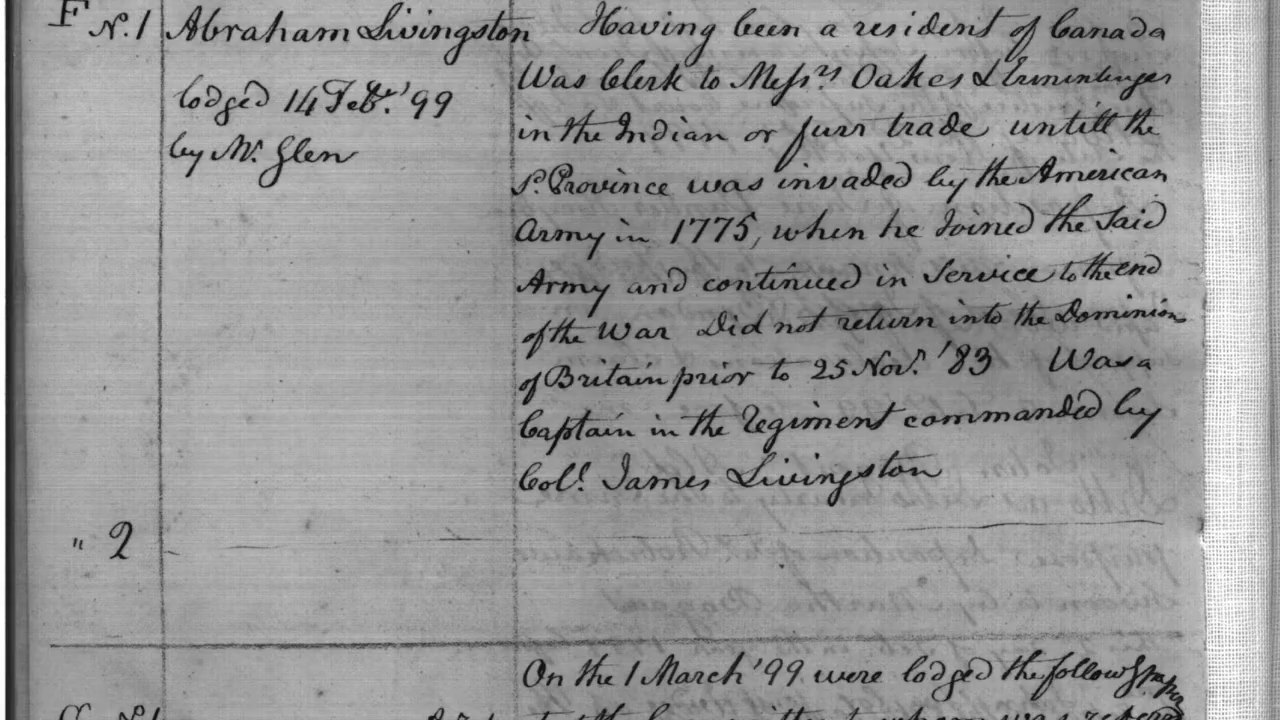 F N.1
Abraham Livingston
lodged 14 Feby. '99
by Mr. Glen
Having been a resident of Canada
Was Clerk to Messrs Oakes & Ermentenger
in the Indian or furr trade untill the
Sd. Province was invaded by the American
Army in 1775, when he Joined the Said
Army and continued in Service to the end
of the War Did not return into the Dominion
of Britain prior to 25 Novr. '83 Was a
Captain in the Regiment commanded by
Coll. James Livingston
" 2
On the 1 March '99 were lodged the followg papers